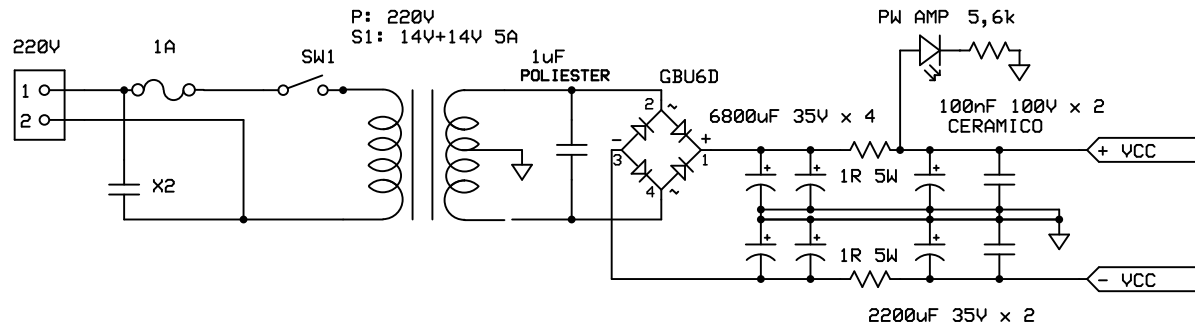 P: 220V
S1: 14V+14V 5A
PW AMP 5,6k
220V
1A
SW1
1uF
POLIESTER
GBU6D
1
2
X2
2
~
-
+
3
1
4
~
6800uF 35V x 4
100nF 100V x 2
CERAMICO
+ VCC
1R 5W
+
+
+
+
+
+
1R 5W
- VCC
2200uF 35V x 2